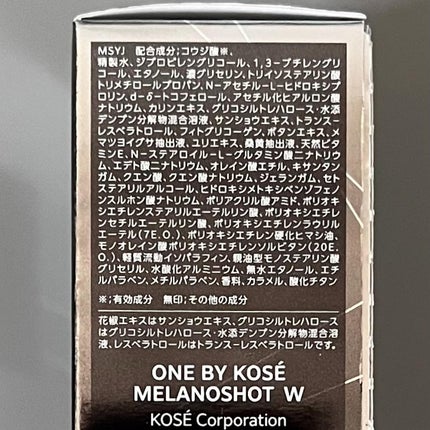 MSYJ 配合成分;コウジ酸※、
精製水、ジプロピレングリコール、1,3-ブチレングリ
コール、エタノール、濃グリセリン、トリイソステアリン酸
トリメチロールプロパン、N-アセチル-L-ヒドロキシ
プロリン、d-δ-トコフェロール、アセチル化ヒアルロン酸
ナトリウム、カリンエキス、グリコシルトレハロース・水添
デンプン分解物混合溶液、サンショウエキス、トランス-
レスベラトロール、フィトグリコーゲン、ボタンエキス、メ
マツヨイグサ抽出液、ユリエキス、桑黄抽出液、天然ビ
タミンE、N-ステアロイル-L-グルタミン酸二ナトリウ
ム、エデト酸二ナトリウム、オレイン酸エチル、キサンタン
ガム、クエン酸、クエン酸ナトリウム、ジェランガム、セト
ステアリルアルコール、ヒドロキシメトキシベンゾフェノ
ンスルホン酸ナトリウム、ポリアクリル酸アミド、ポリオキ
シエチレンステアリルエーテルリン酸、ポリオキシエチレ
ンセチルエーテルリン酸、ポリオキシエチレンラウリル
エーテル(7E.O.)、ポリオキシエチレン硬化ヒマシ油、
モノオレイン酸ポリオキシエチレンソルビタン(20E.
O.)、軽質流動イソパラフィン、親油型モノステアリン酸
グリセリル、水酸化アルミニウム、無水エタノール、エチ
ルパラベン、メチルパラベン、香料、カラメル、酸化チタン
※;有効成分 無印;その他の成分
花椒エキスはサンショウエキス、グリコシルトレハロース
はグリコシルトレハロース・水添デンプン分解物混合溶
液、レスベラトロールはトランス-レスベラトロールです。
ONE BY KOSÉ
MELANOSHOT W
KOSÉ Corporation